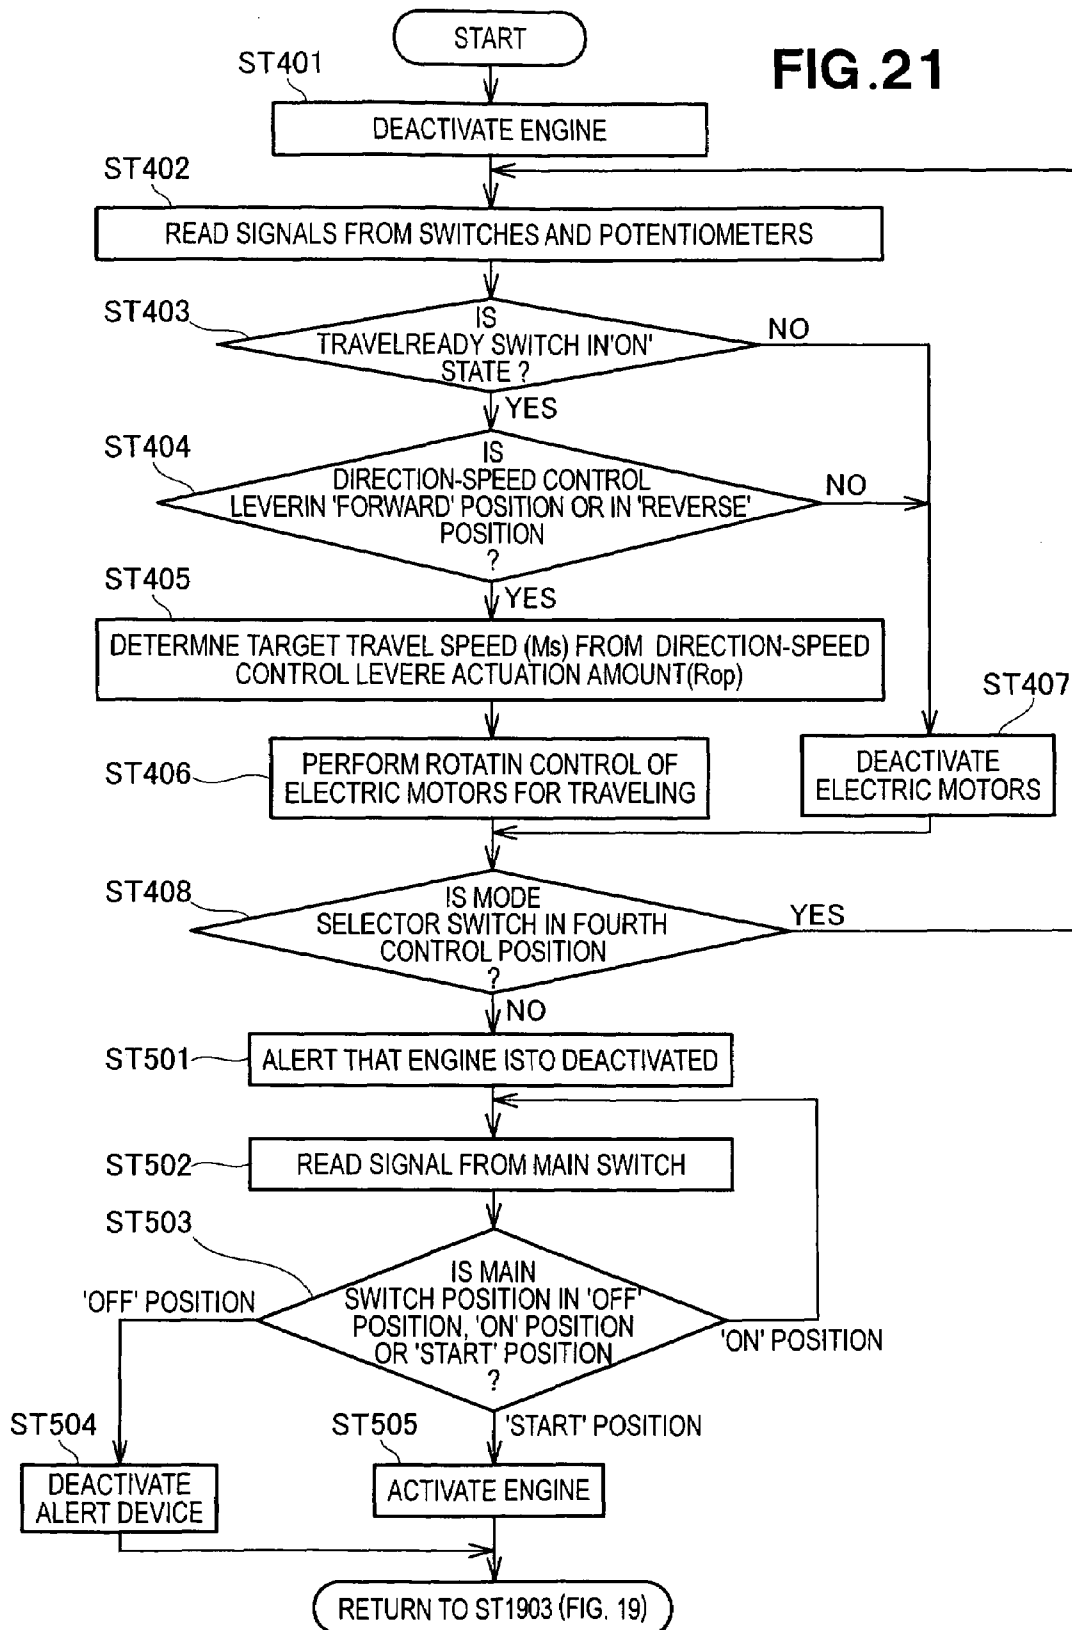 START
FIG.21
ST401
DEACTIVATE ENGINE
ST402
READ SIGNALS FROM SWITCHES AND POTENTIOMETERS
ST403
IS
TRAVELREADY SWITCH IN'ON'
STATE ?
NO
YES
ST404
IS
DIRECTION-SPEED CONTROL
LEVERIN 'FORWARD' POSITION OR IN 'REVERSE'
POSITION
?
NO
YES
ST405
DETERMNE TARGET TRAVEL SPEED (Ms) FROM DIRECTION-SPEED
CONTROL LEVERE ACTUATION AMOUNT(Rop)
ST406
PERFORM ROTATIN CONTROL OF
ELECTRIC MOTORS FOR TRAVELING
ST407
DEACTIVATE
ELECTRIC MOTORS
ST408
IS MODE
SELECTOR SWITCH IN FOURTH
CONTROL POSITION
?
YES
NO
ST501
ALERT THAT ENGINE ISTO DEACTIVATED
ST502
READ SIGNAL FROM MAIN SWITCH
ST503
IS MAIN
SWITCH POSITION IN 'OFF'
POSITION, 'ON' POSITION
OR 'START' POSITION
?
'OFF' POSITION
'ON' POSITION
'START' POSITION
ST504
DEACTIVATE
ALERT DEVICE
ST505
ACTIVATE ENGINE
RETURN TO ST1903 (FIG. 19)